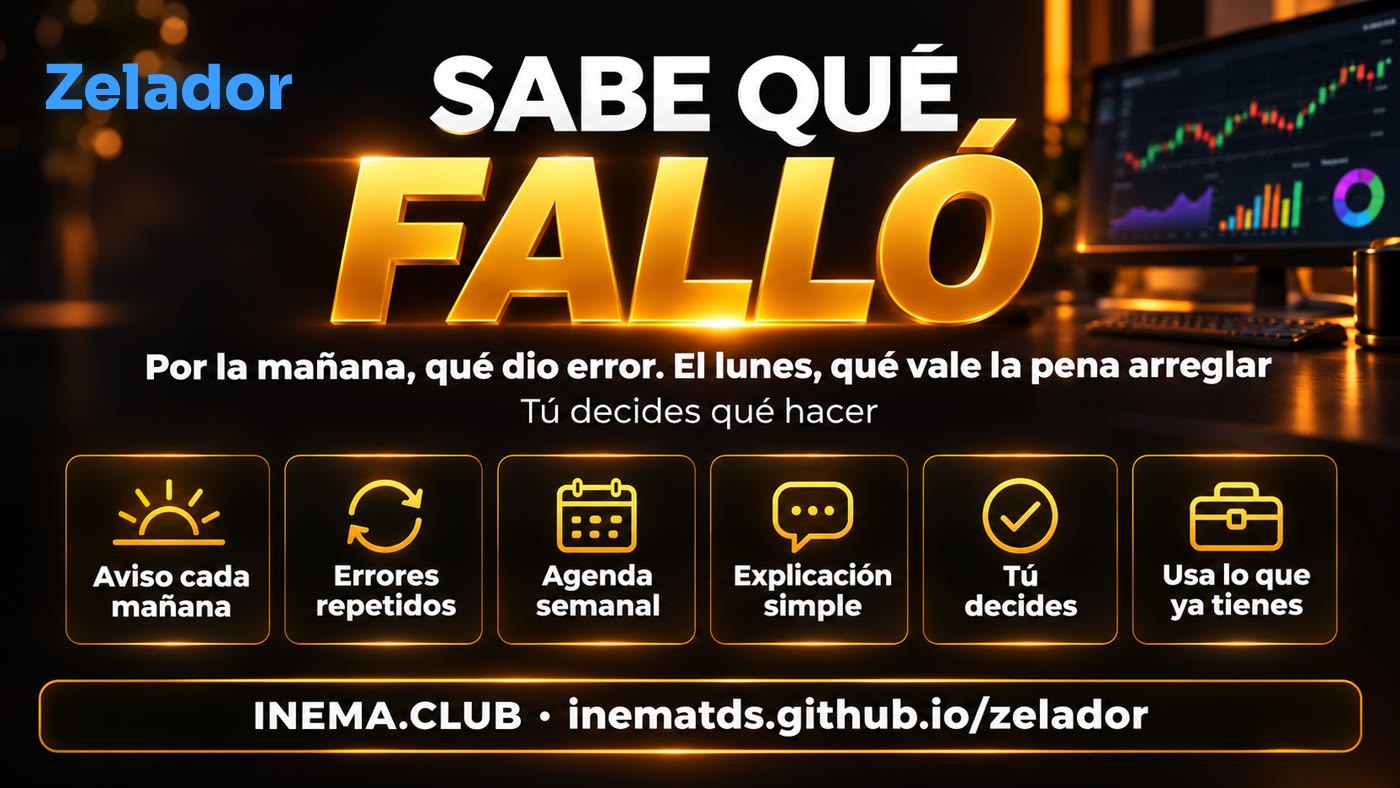 Zelador
SABE QUÉ
FALLÓ
Por la mañana, qué dio error. El lunes, qué vale la pena arreglar
Tú decides qué hacer
Aviso cada
mañana
Errores
repetidos
Agenda
semanal
Explicación
simple
Tú
decides
Usa lo que
ya tienes
INEMA.CLUB • inematds.github.io/zelador